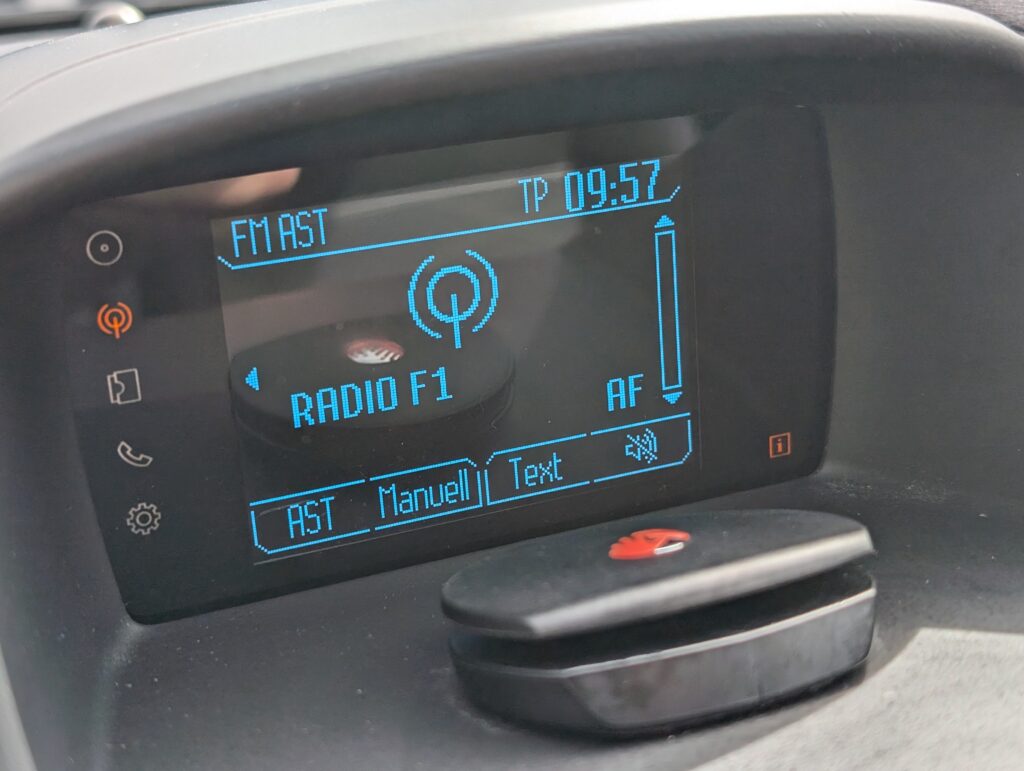 FM AST TP 09:57
RADIO F1
AF
AST Manuell Text
i